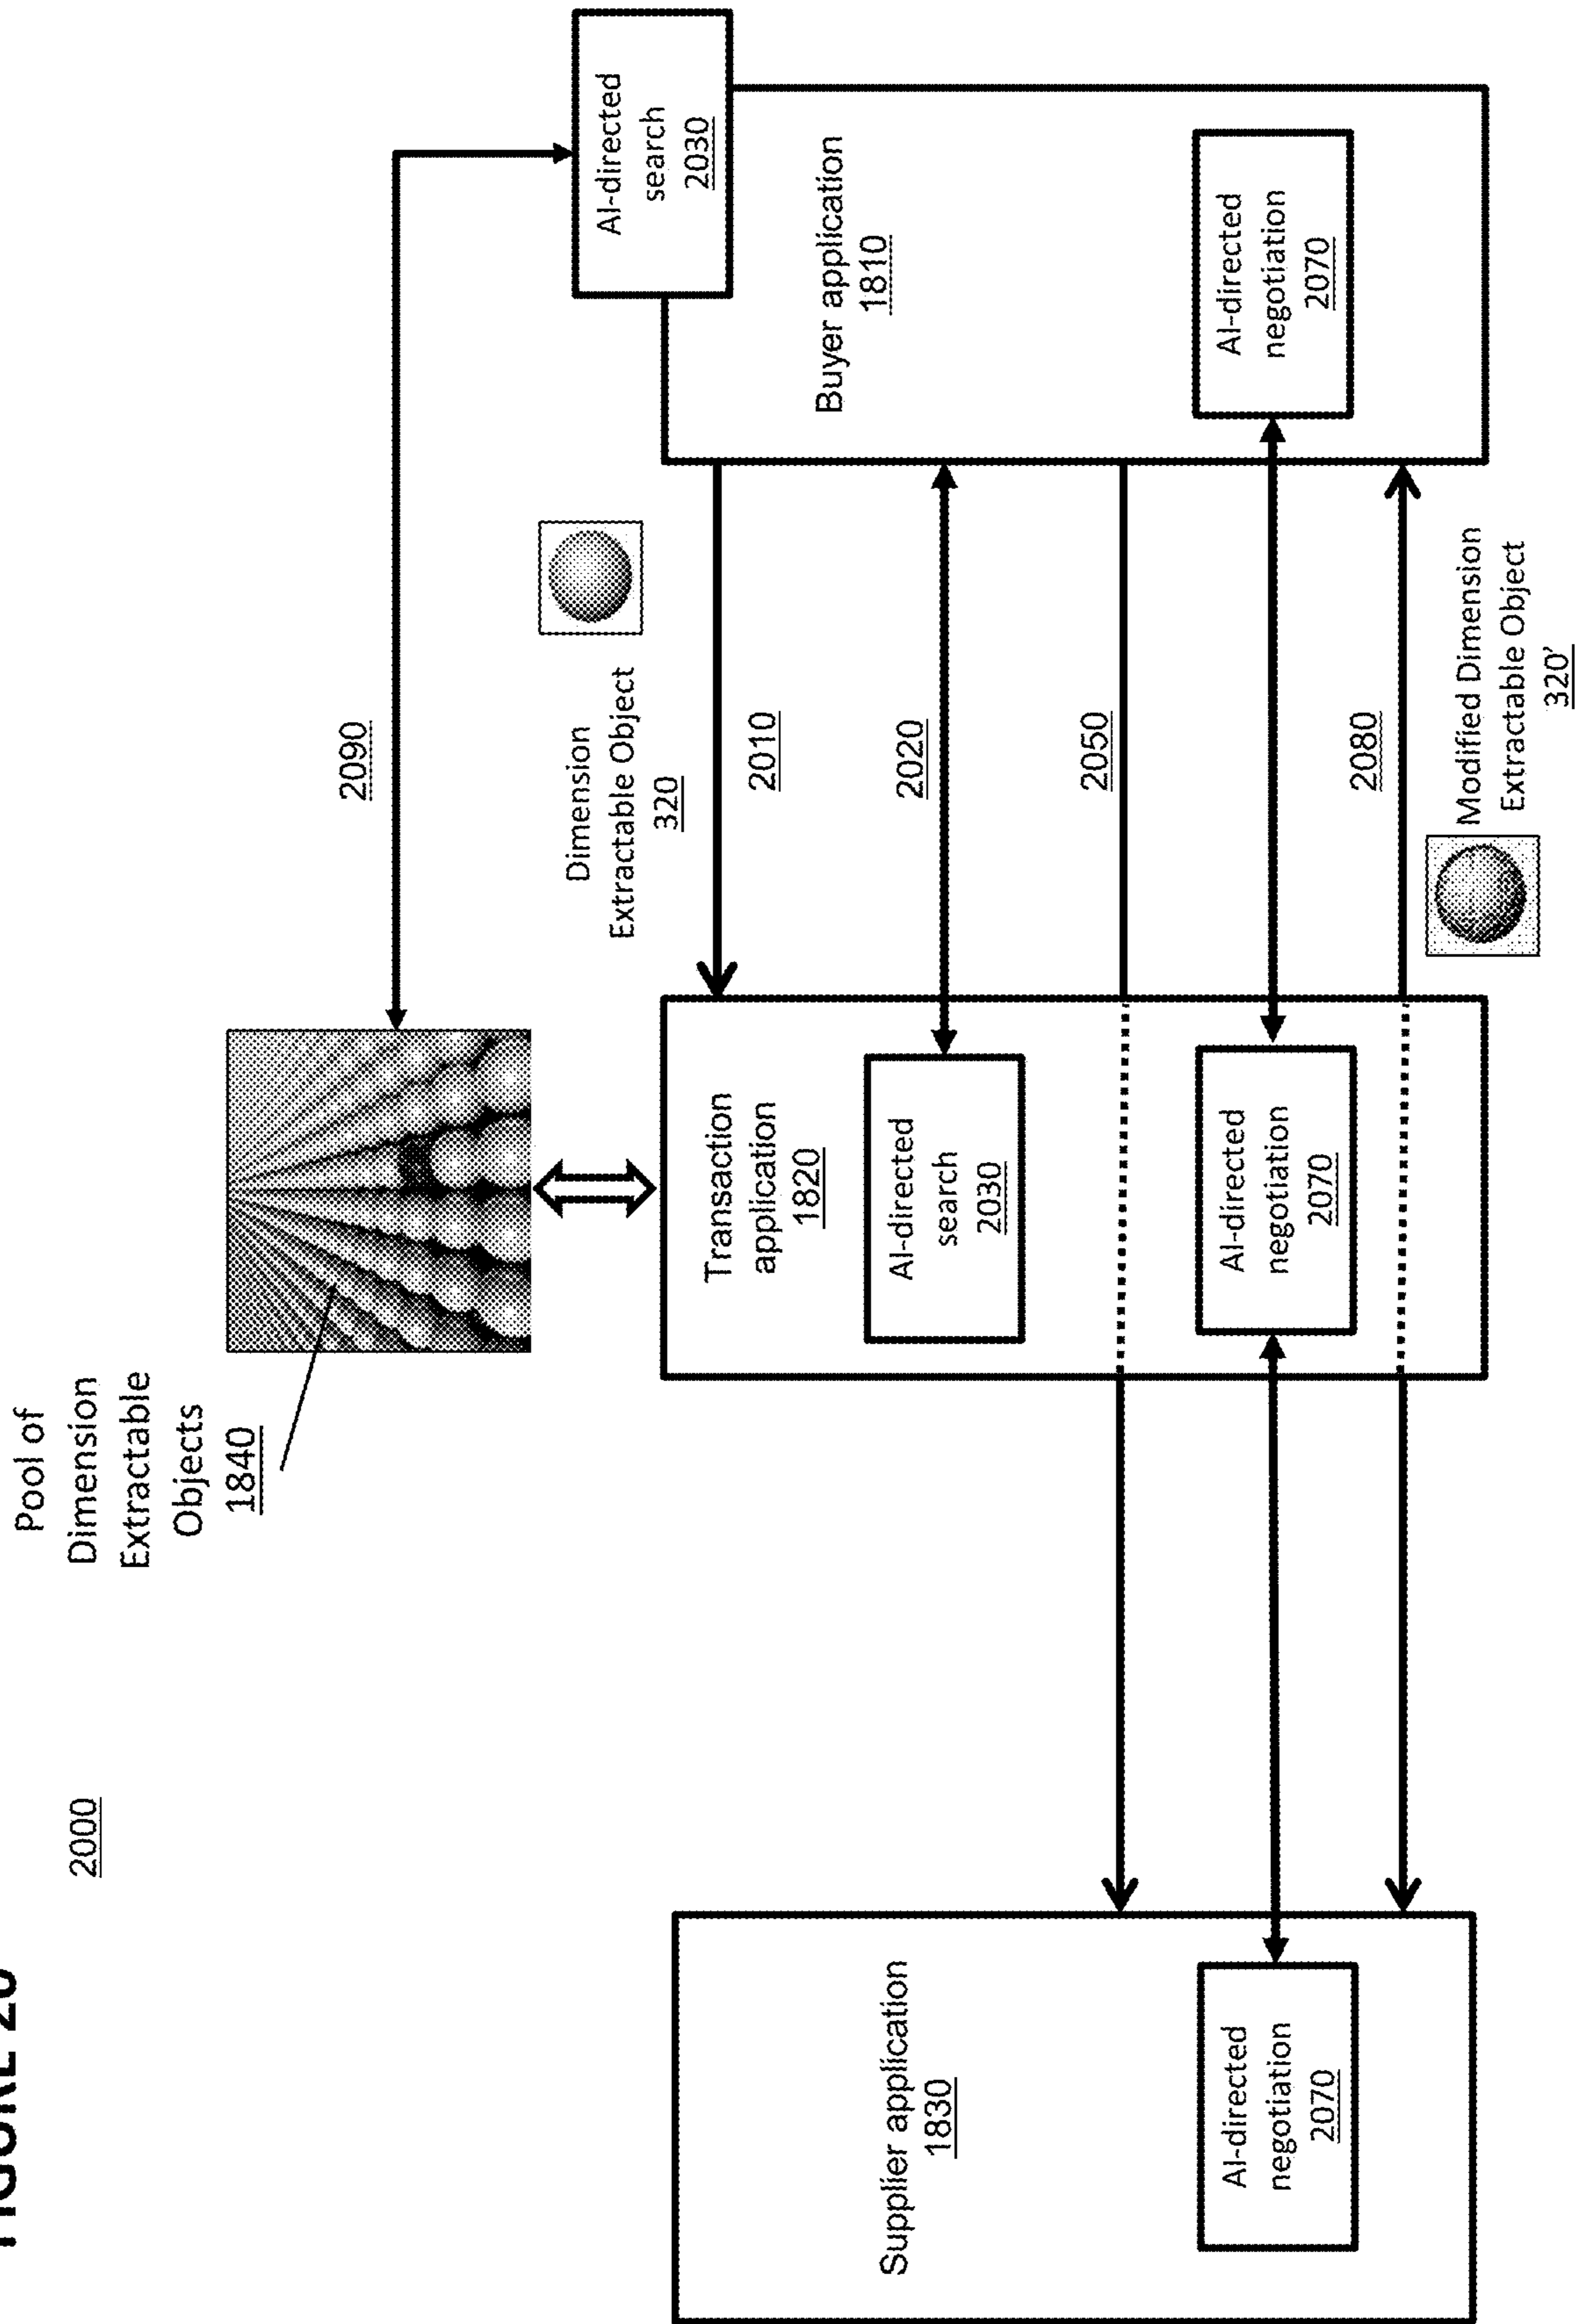 FIGURE 20
2000
Pool of
Dimension
Extractable
Objects
1840
2090
AI-directed
search
2030
Dimension
Extractable Object
320
2010
2020
2050
2080
Modified Dimension
Extractable Object
320'
Supplier application
1830
AI-directed
negotiation
2070
Transaction
application
1820
AI-directed
search
2030
AI-directed
negotiation
2070
Buyer application
1810
AI-directed
negotiation
2070